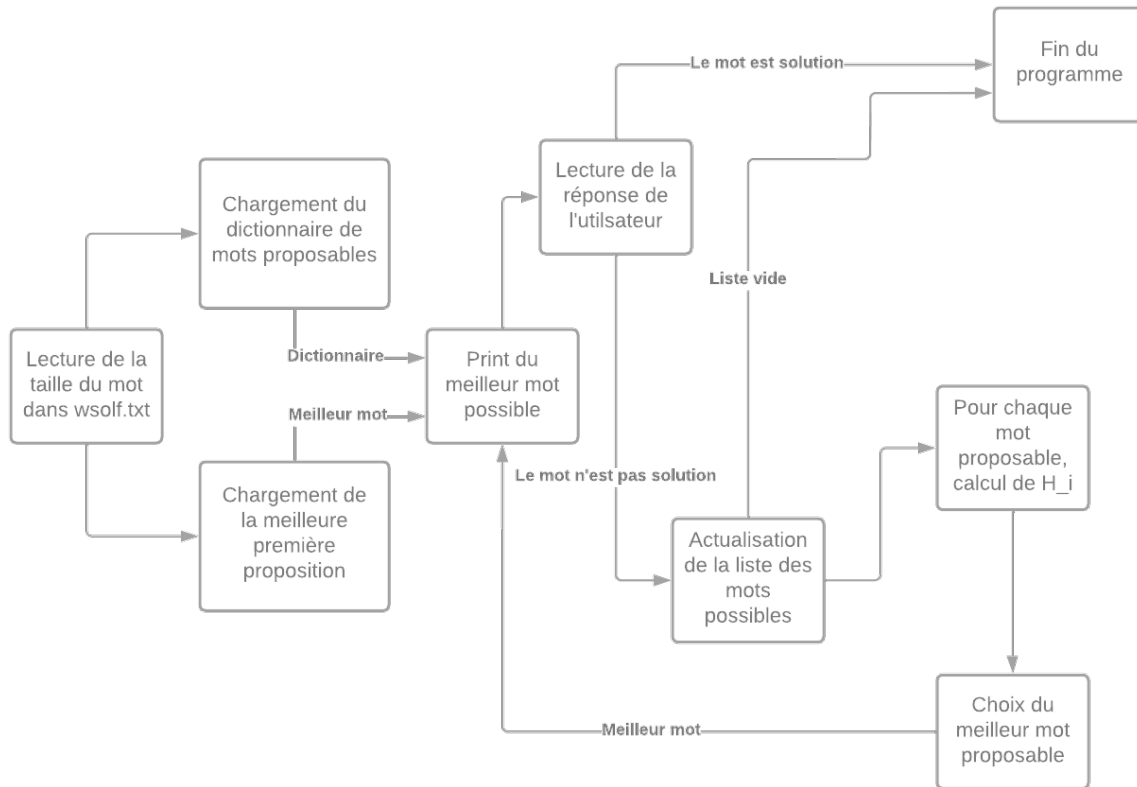 Le mot est solution
Fin du
programme
Lecture de la
réponse de
l'utilsateur
Chargement du
dictionnaire de
mots proposables
Liste vide
Dictionnaire
Lecture de la
taille du mot
dans wsolf.txt
Print du
meilleur mot
possible
Meilleur mot
Pour chaque
mot
proposable,
calcul de H_i
Le mot n'est pas solution
Chargement de
la meilleure
première
proposition
Actualisation
de la liste des
mots
possibles
Meilleur mot
Choix du
meilleur mot
proposable